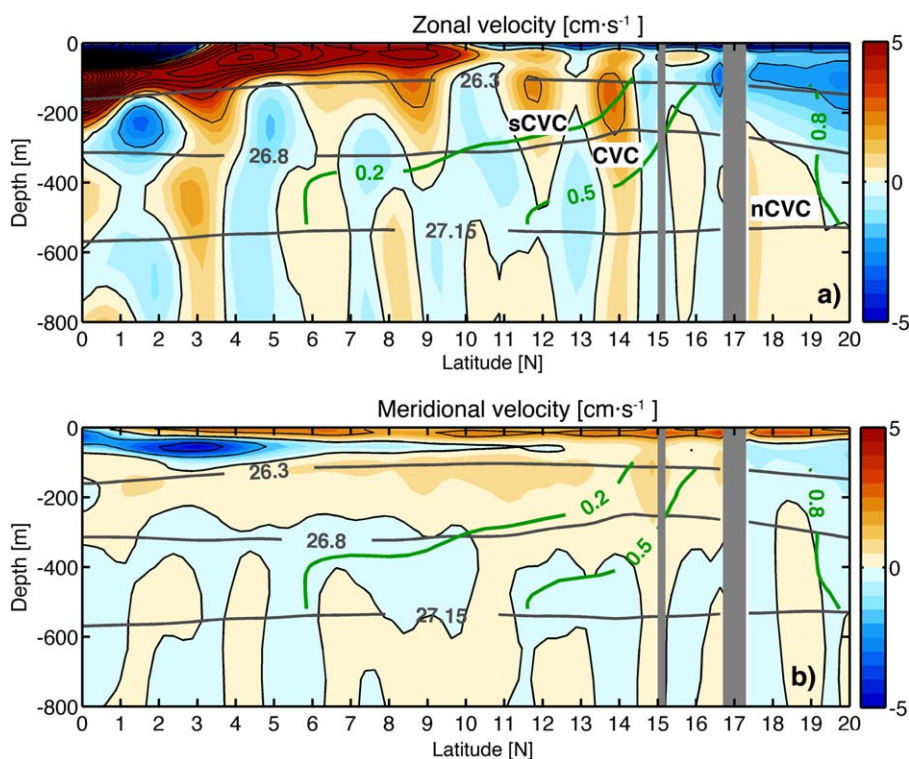 Zonal velocity [cm·s⁻¹ ]
0
-200
-400
-600
-800
Depth [m]
26.3
26.8
27.15
0.2
0.5
0.8
sCVC
CVC
nCVC
a)
0 1 2 3 4 5 6 7 8 9 10 11 12 13 14 15 16 17 18 19 20
Latitude [N]
5
0
-5
Meridional velocity [cm·s⁻¹ ]
0
-200
-400
-600
-800
Depth [m]
26.3
26.8
27.15
0.2
0.5
0.8
b)
0 1 2 3 4 5 6 7 8 9 10 11 12 13 14 15 16 17 18 19 20
Latitude [N]
5
0
-5